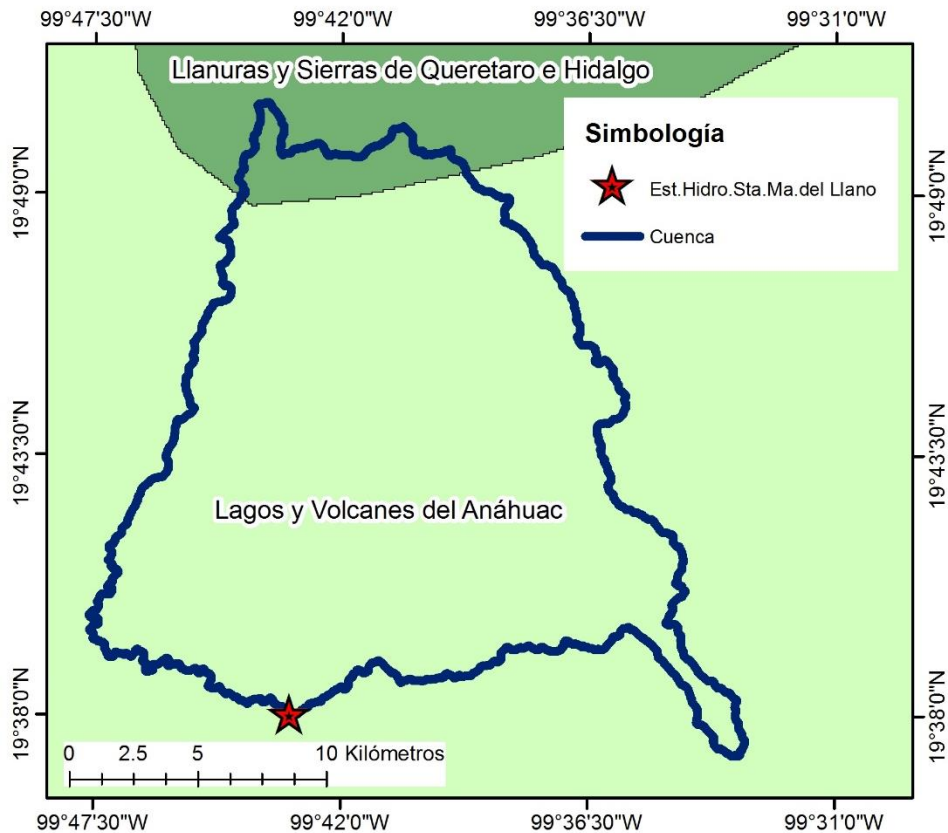 99°47'30"W 99°42'0"W 99°36'30"W 99°31'0"W
Llanuras y Sierras de Queretaro e Hidalgo
Simbología
Est.Hidro.Sta.Ma.del Llano
Cuenca
19°49'0"N 19°49'0"N
19°43'30"N 19°43'30"N
Lagos y Volcanes del Anáhuac
19°38'0"N 19°38'0"N
0 2.5 5 10 Kilómetros
99°47'30"W 99°42'0"W 99°36'30"W 99°31'0"W